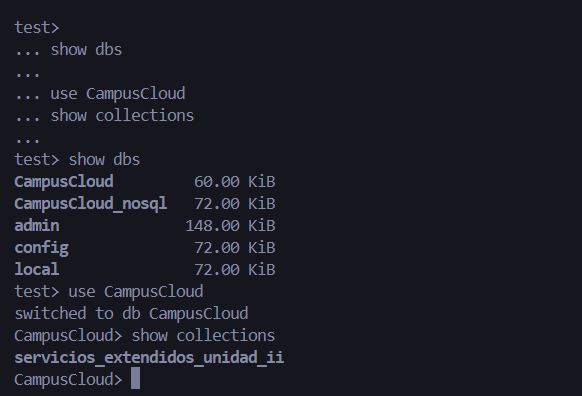 test>
... show dbs
...
... use CampusCloud
... show collections
...
test> show dbs
CampusCloud 60.00 KiB
CampusCloud_nosql 72.00 KiB
admin 148.00 KiB
config 72.00 KiB
local 72.00 KiB
test> use CampusCloud
switched to db CampusCloud
CampusCloud> show collections
servicios_extendidos_unidad_ii
CampusCloud>